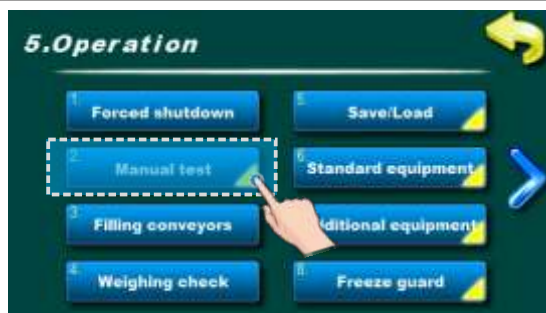 5.Operation
1 Forced shutdown
2. Manual test
3 Filling conveyors
4. Weighing check
5. Save/Load
6. Standard equipment
ditional equipment
8. Freeze guard